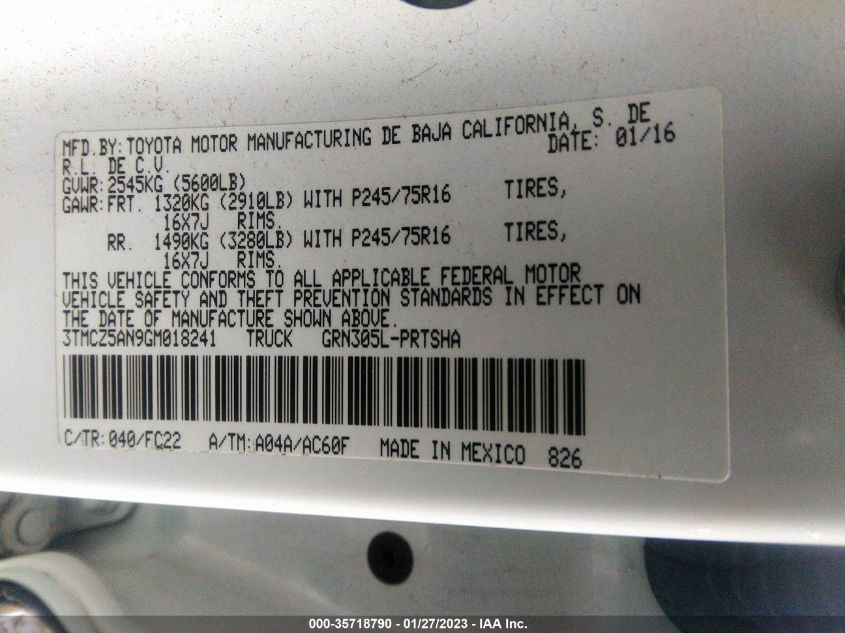 MFD.BY: TOYOTA MOTOR MANUFACTURING DE BAJA CALIFORNIA, S. DE
R.L. DE C.V. DATE: 01/16
GVWR: 2545KG (5600LB)
GAWR: FRT. 1320KG (2910LB) WITH P245/75R16 TIRES,
16X7J RIMS.
RR. 1490KG (3280LB) WITH P245/75R16 TIRES,
16X7J RIMS.
THIS VEHICLE CONFORMS TO ALL APPLICABLE FEDERAL MOTOR
VEHICLE SAFETY AND THEFT PREVENTION STANDARDS IN EFFECT ON
THE DATE OF MANUFACTURE SHOWN ABOVE.
3TMCZ5AN9GM018241 TRUCK GRN305L-PRTSHA
C/TR: 040/FC22 A/TM: A04A/AC60F MADE IN MEXICO 826
000-35718790 - 01/27/2023 - IAA Inc.